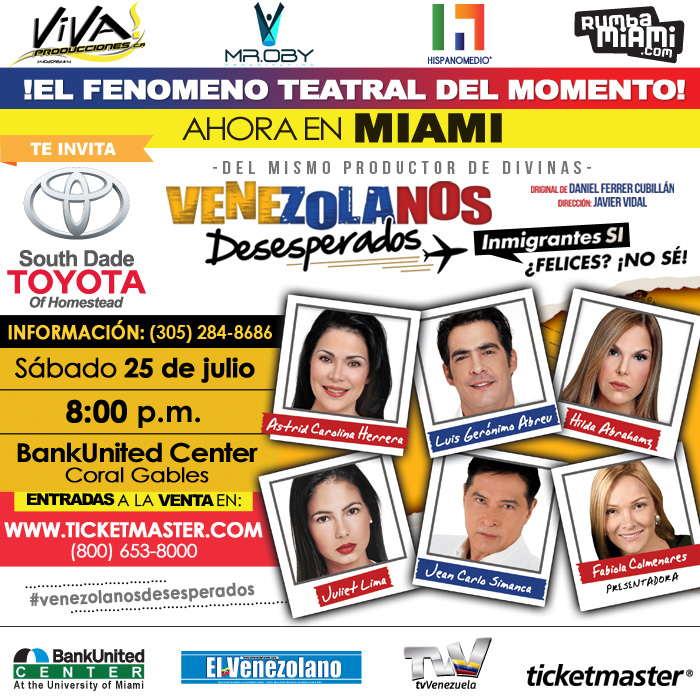 ViVA!
PRODUCCIONES.CA
MR.OBY
HISPANOMEDIO®
RUMBA
MIAMI
.COM
!EL FENOMENO TEATRAL DEL MOMENTO!
AHORA EN MIAMI
TE INVITA
-DEL MISMO PRODUCTOR DE DIVINAS-
VENEZOLANOS
Desesperados
ORIGINAL DE DANIEL FERRER CUBILLÁN
DIRECCIÓN: JAVIER VIDAL
Inmigrantes SI
¿FELICES? ¡NO SÉ!
South Dade
TOYOTA
Of Homestead
INFORMACIÓN: (305) 284-8686
Sábado 25 de julio
8:00 p.m.
BankUnited Center
Coral Gables
ENTRADAS A LA VENTA EN:
WWW.TICKETMASTER.COM
(800) 653-8000
#venezolanosdesesperados
Astrid Carolina Herrera
Luis Gerónimo Abreu
Hilda Abrahamz
Juliet Lima
Jean Carlo Simanca
Fabiola Colmenares
PRESENTADORA
BankUnited
CENTER
At the University of Miami
El Venezolano
TVV
tvVenezuela
ticketmaster®